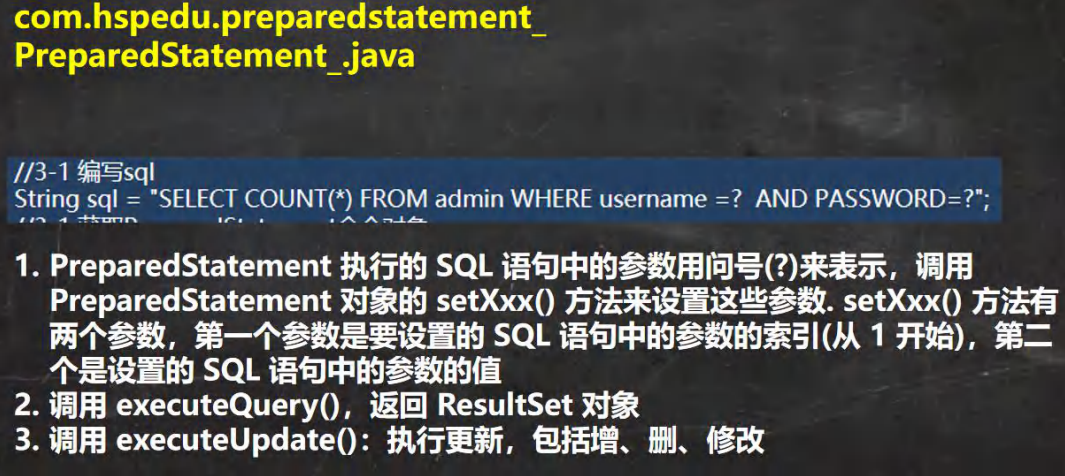 com.hspedu.preparedstatement_
PreparedStatement_.java
//3-1 编写sql
String sql = "SELECT COUNT(*) FROM admin WHERE username =? AND PASSWORD=?";
1. PreparedStatement 执行的 SQL 语句中的参数用问号(?)来表示，调用
PreparedStatement 对象的 setXxx() 方法来设置这些参数. setXxx() 方法有
两个参数，第一个参数是要设置的 SQL 语句中的参数的索引(从 1 开始)，第二
个是设置的 SQL 语句中的参数的值
2. 调用 executeQuery()，返回 ResultSet 对象
3. 调用 executeUpdate()：执行更新，包括增、删、修改